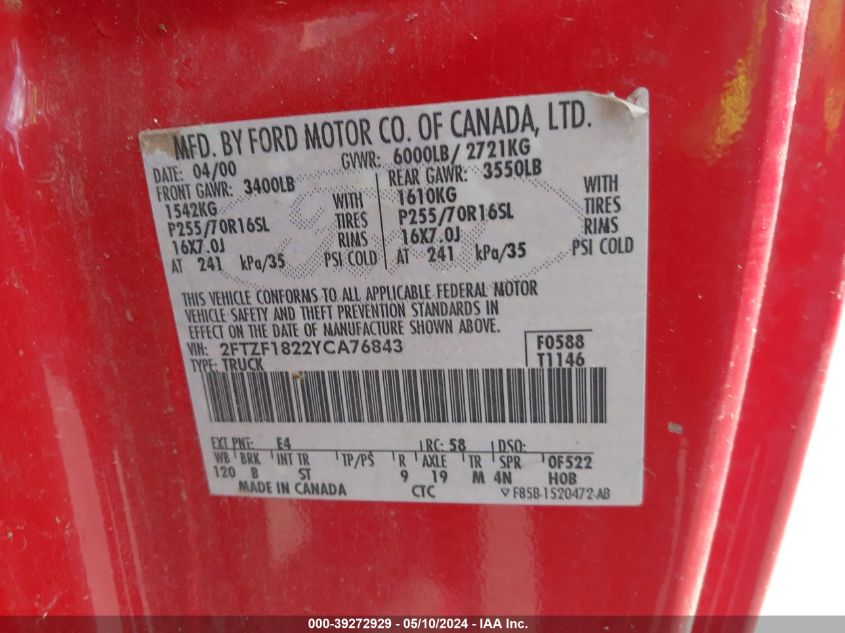 MFD. BY FORD MOTOR CO. OF CANADA, LTD.
DATE: 04/00 GVWR: 6000LB/ 2721KG
FRONT GAWR: 3400LB REAR GAWR: 3550LB
1542KG WITH 1610KG WITH
P255/70R16SL TIRES P255/70R16SL TIRES
16X7.0J RIMS 16X7.0J RIMS
AT 241 kPa/35 PSI COLD AT 241 kPa/35 PSI COLD
THIS VEHICLE CONFORMS TO ALL APPLICABLE FEDERAL MOTOR
VEHICLE SAFETY AND THEFT PREVENTION STANDARDS IN
EFFECT ON THE DATE OF MANUFACTURE SHOWN ABOVE.
VIN: 2FTZF1822YCA76843 F0588
TYPE: TRUCK T1146
EXT PNT: E4 RC: 58 DSO:
WB BRK INT TR TP/PS R AXLE TR SPR 0F522
120 B ST 9 19 M 4N HOB
MADE IN CANADA CTC F85B-1520472-AB
000-39272929 - 05/10/2024 - IAA Inc.